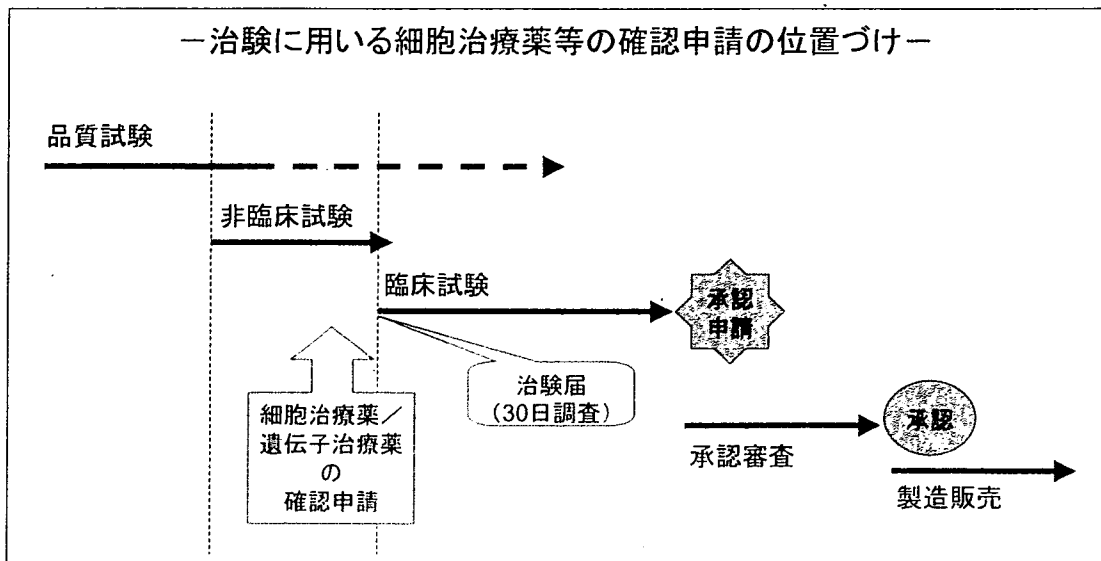 －治験に用いる細胞治療薬等の確認申請の位置づけ－
品質試験
非臨床試験
臨床試験
承認
申請
治験届
（30日調査）
細胞治療薬／
遺伝子治療薬
の
確認申請
承認審査
承認
製造販売